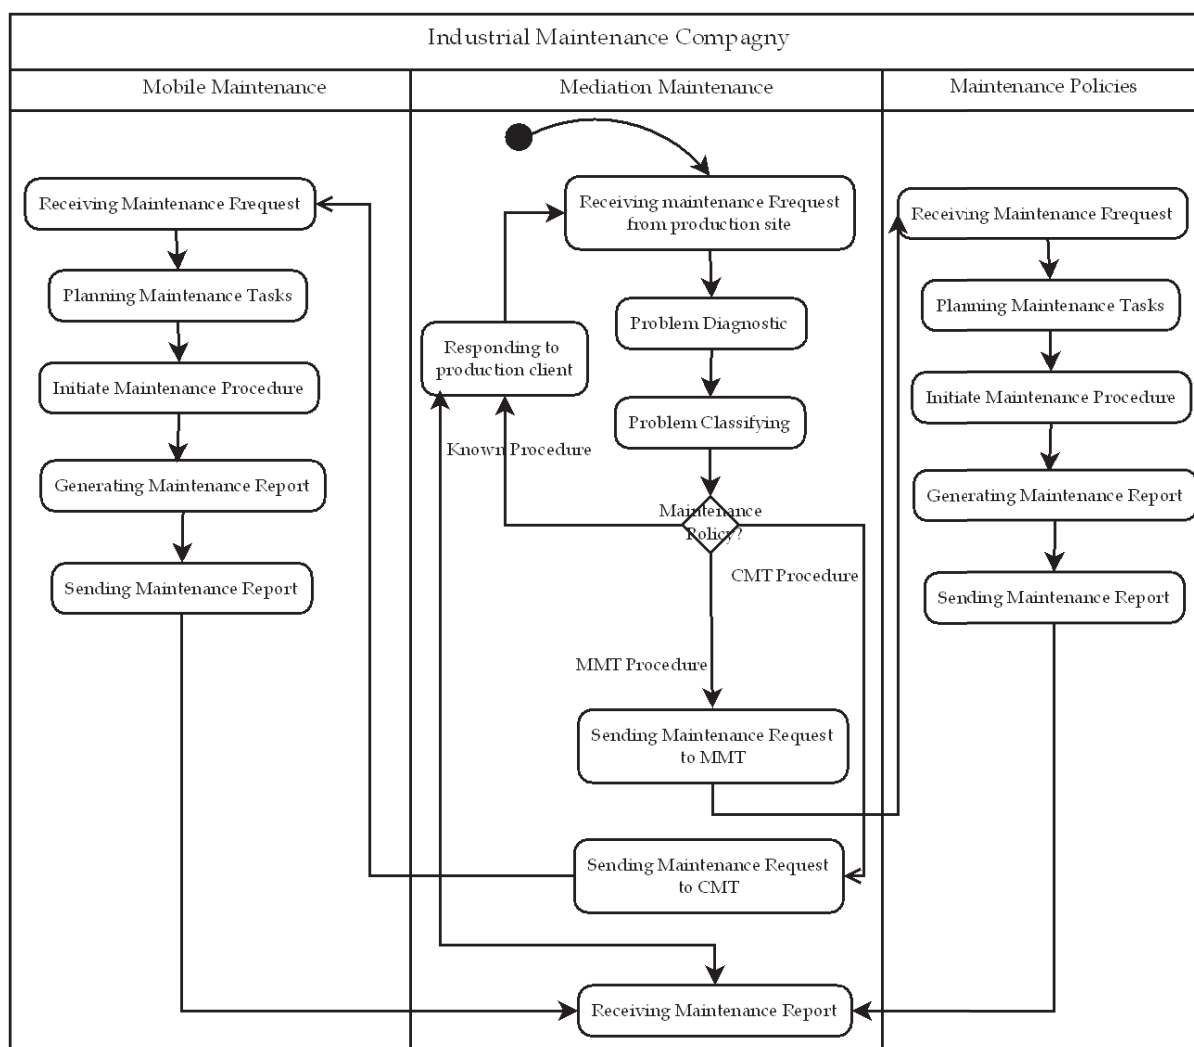 Industrial Maintenance Compagny
Mobile Maintenance
Mediation Maintenance
Maintenance Policies
Receiving Maintenance Rrequest
Planning Maintenance Tasks
Initiate Maintenance Procedure
Generating Maintenance Report
Sending Maintenance Report
Receiving maintenance Rrequest
from production site
Problem Diagnostic
Responding to
production client
Problem Classifying
Known Procedure
Maintenance
Policy?
CMT Procedure
MMT Procedure
Sending Maintenance Request
to MMT
Sending Maintenance Request
to CMT
Receiving Maintenance Report
Receiving Maintenance Rrequest
Planning Maintenance Tasks
Initiate Maintenance Procedure
Generating Maintenance Report
Sending Maintenance Report